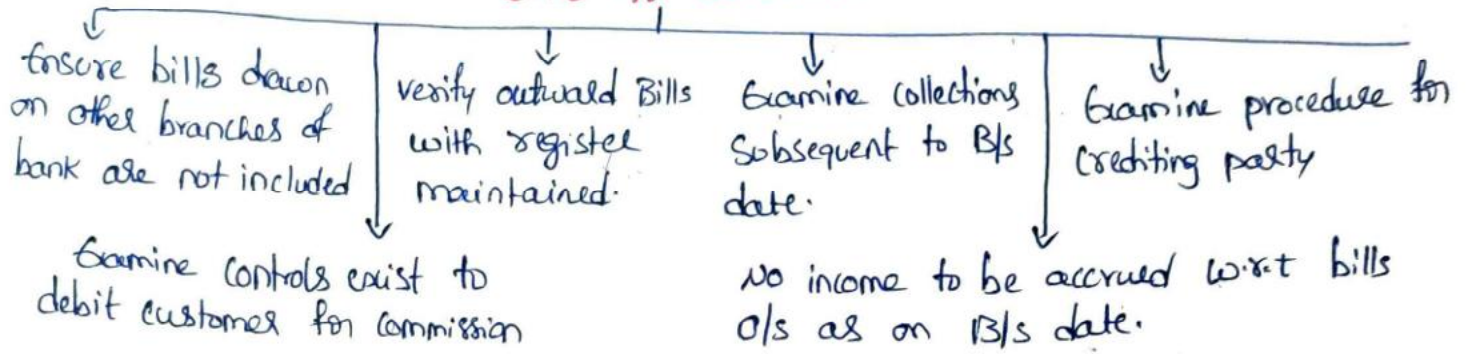 Ensure bills drawn
on other branches of
bank are not included
verify outward Bills
with register
maintained.
Examine collections
Subsequent to B/s
date.
Examine procedure for
crediting party
Examine controls exist to
debit customer for commission
No income to be accrued w.r.t bills
o/s as on B/s date.